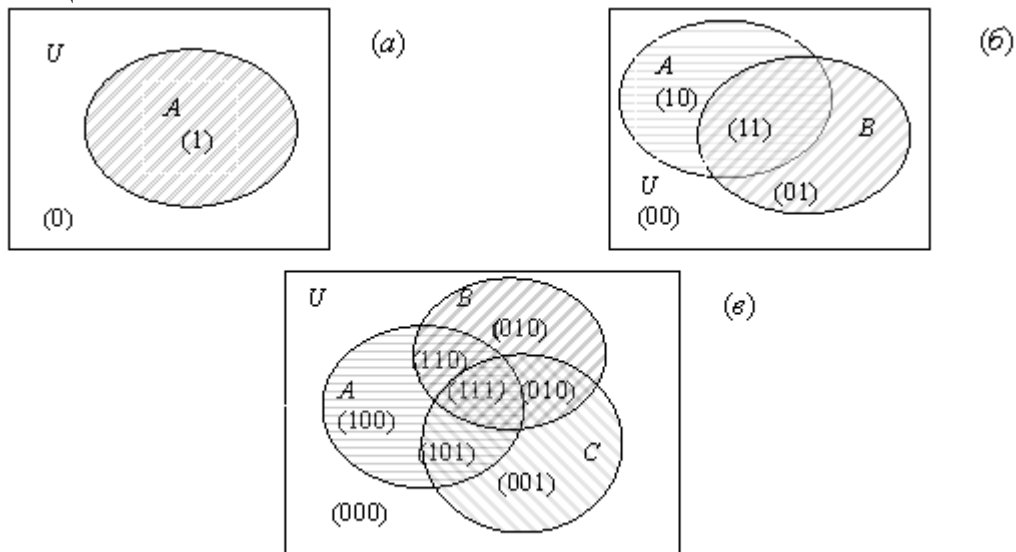 U
(а)
A
(1)
(0)
(б)
A
(10)
(11)
B
U
(01)
(00)
U
B
(в)
(010)
(110)
A
(111)
(010)
(100)
(101)
C
(001)
(000)